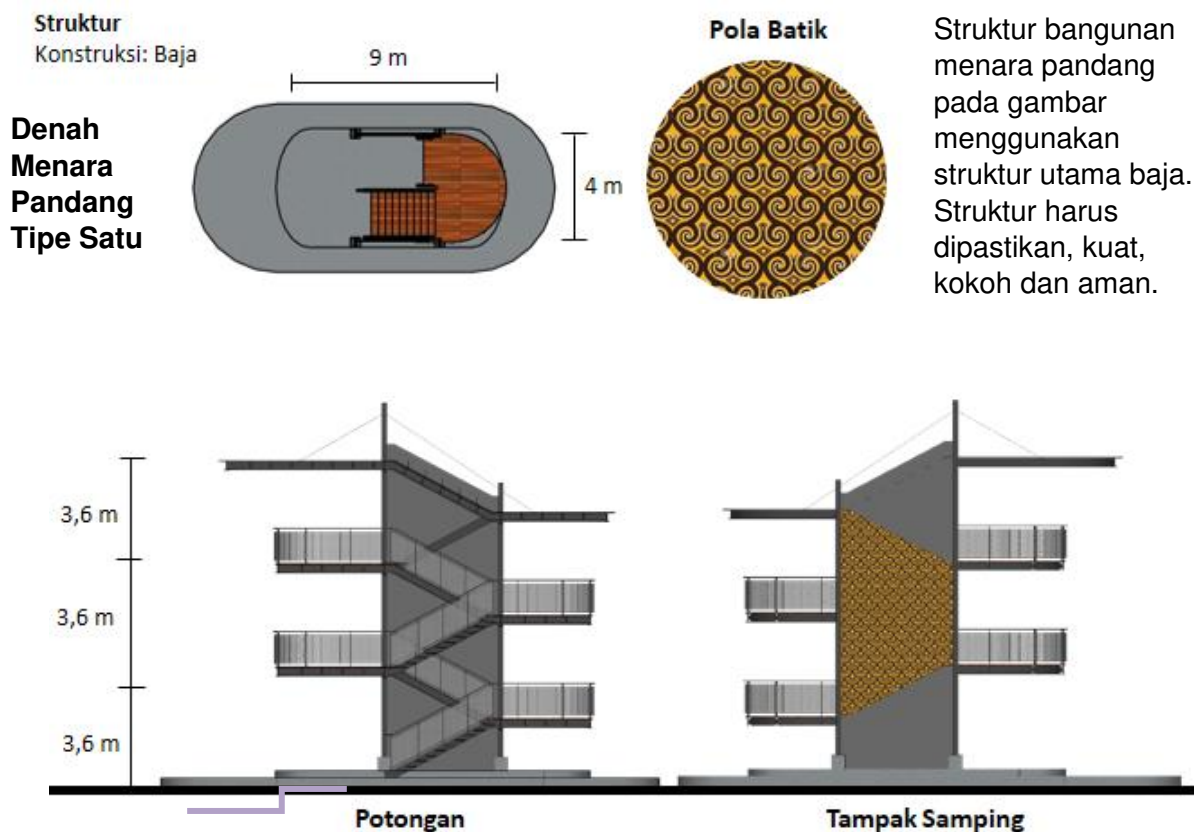 Struktur
Konstruksi: Baja
9 m
4 m
Denah
Menara
Pandang
Tipe Satu
Pola Batik
Struktur bangunan
menara pandang
pada gambar
menggunakan
struktur utama baja.
Struktur harus
dipastikan, kuat,
kokoh dan aman.
3,6 m
3,6 m
3,6 m
Potongan
Tampak Samping